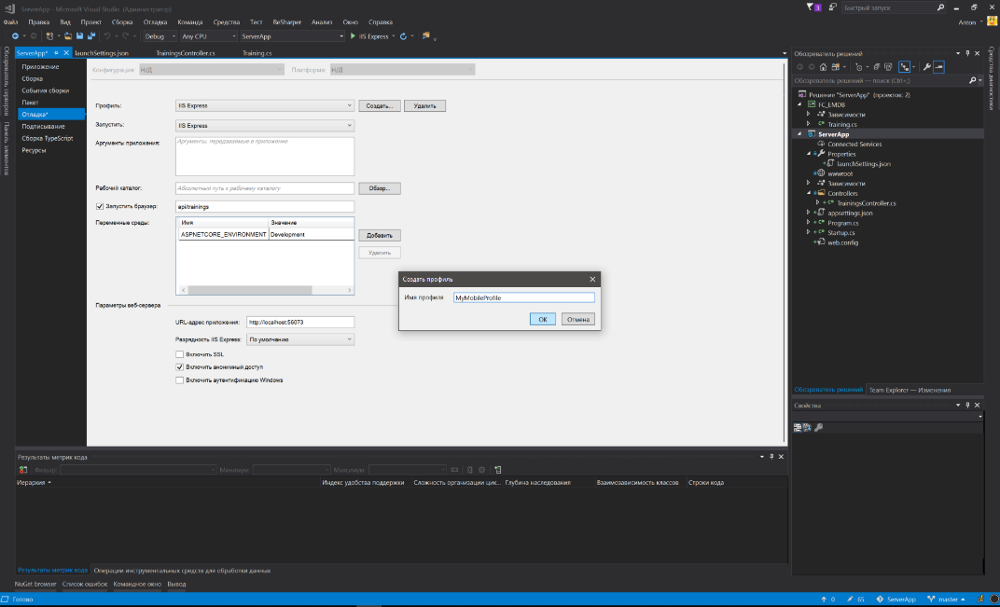 ServerApp - Microsoft Visual Studio (Администратор)
3
Быстрый запуск
Файл Правка Вид Проект Сборка Отладка Команда Средства Тест ReSharper Анализ Окно Справка
Anton
Debug Any CPU ServerApp IIS Express
ServerApp* launchSettings.json TrainingsController.cs Training.cs
Обозреватель серверов
Панель элементов
Приложение
Сборка
События сборки
Пакет
Отладка*
Подписывание
Сборка TypeScript
Ресурсы
Конфигурация: Н/Д Платформа: Н/Д
Профиль: IIS Express Создать... Удалить
Запустить: IIS Express
Аргументы приложения: Аргументы, передаваемые в приложение
Рабочий каталог: Абсолютный путь к рабочему каталогу Обзор...
Запустить браузер: api/trainings
Переменные среды: Имя Значение
ASPNETCORE_ENVIRONMENT Development
Добавить
Удалить
Параметры веб-сервера
URL-адрес приложения: http://localhost:56073
Разрядность IIS Express: По умолчанию
Включить SSL
Включить анонимный доступ
Включить аутентификацию Windows
Создать профиль
Имя профиля MyMobileProfile
OK Отмена
Обозреватель решений
Обозреватель решений — поиск (Ctrl+;)
Решение "ServerApp" (проектов: 2)
FC_EMDB
Зависимости
Training.cs
ServerApp
Connected Services
Properties
launchSettings.json
wwwroot
Зависимости
Controllers
TrainingsController.cs
appsettings.json
Program.cs
Startup.cs
web.config
Средства диагностики
Обозреватель решений Team Explorer — Изменения
Свойства
Результаты метрик кода
Фильтр: Минимум: Максимум:
Иерархия Индекс удобства поддержки Сложность организации цик... Глубина наследования Взаимозависимость классов Строки кода
Результаты метрик кода Операции инструментальных средств для обработки данных
NuGet browser Список ошибок Командное окно Вывод
Готово 0 65 ServerApp master